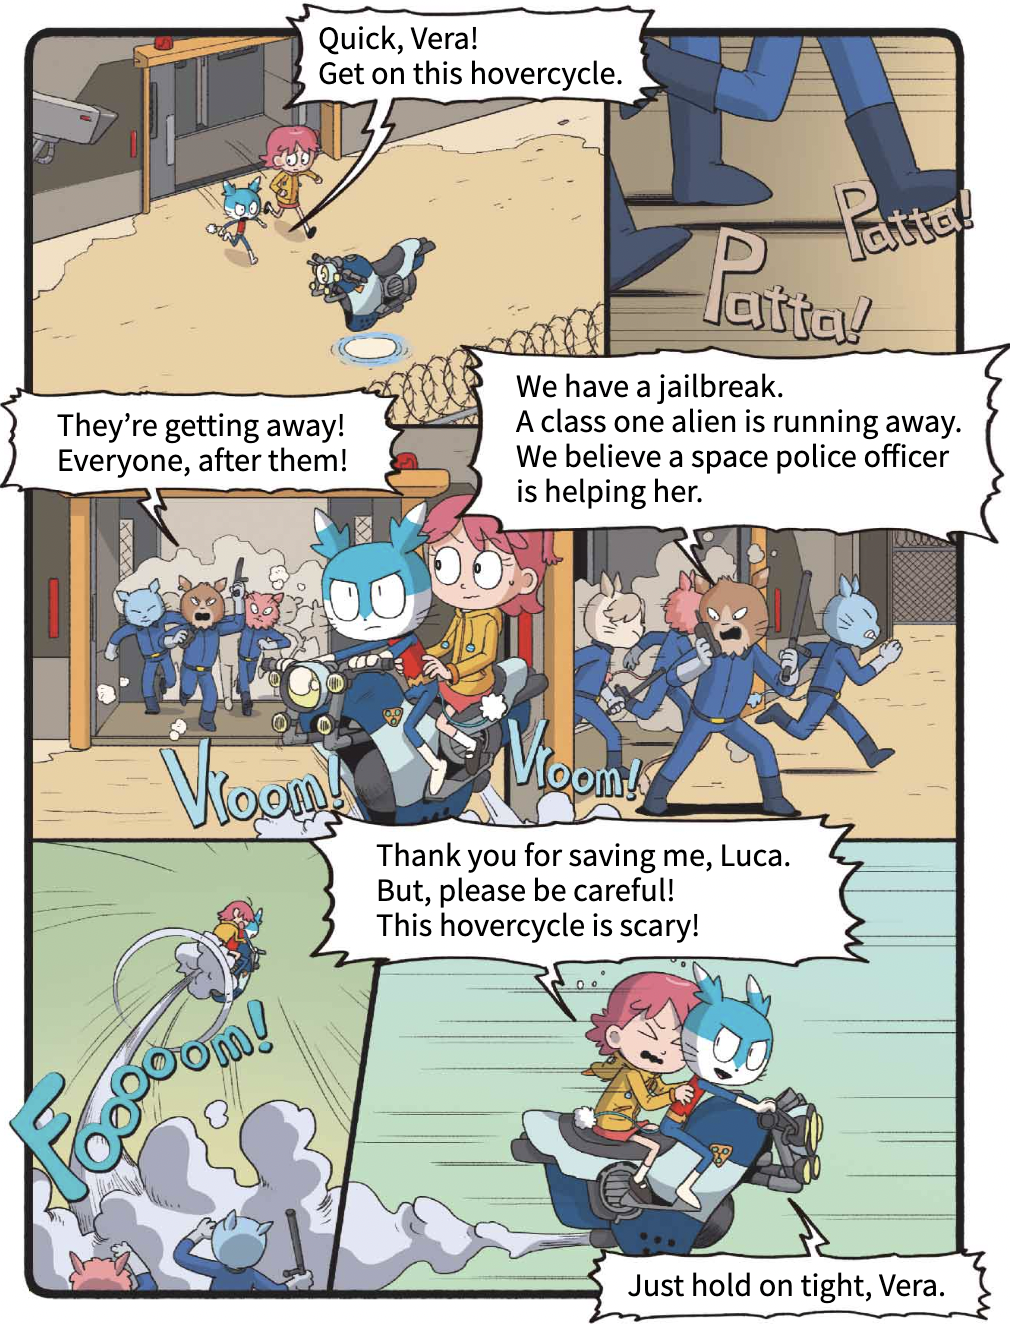 Quick, Vera!
Get on this hovercycle.
Patta!
Patta!
They're getting away!
Everyone, after them!
We have a jailbreak.
A class one alien is running away.
We believe a space police officer
is helping her.
Vroom!
Vroom!
Thank you for saving me, Luca.
But, please be careful!
This hovercycle is scary!
Fooooooom!
Just hold on tight, Vera.